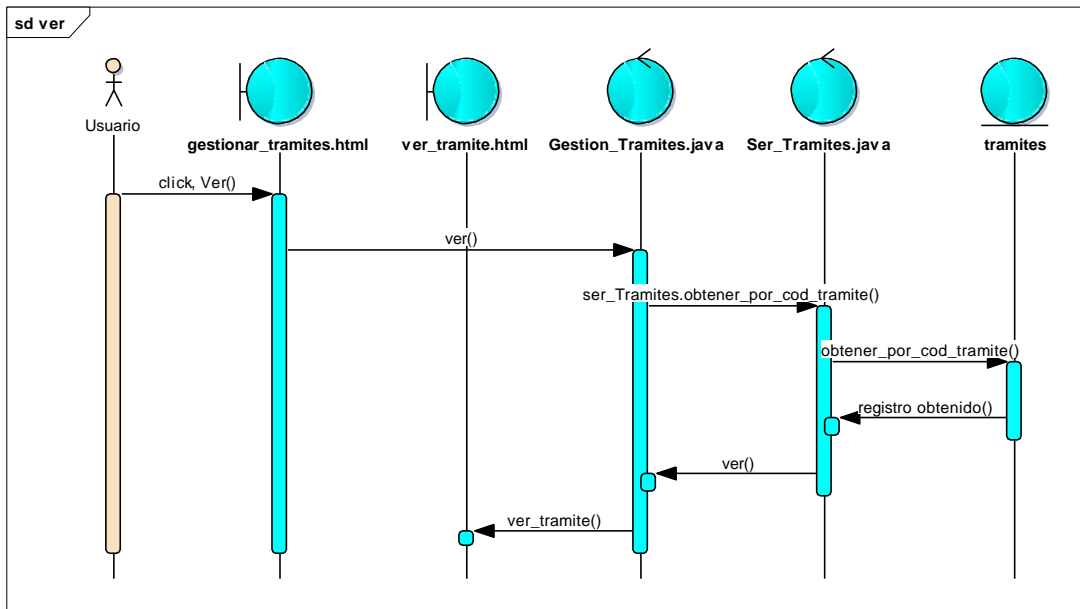 sd ver
Usuario
gestionar_tramites.html
ver_tramite.html
Gestion_Tramites.java
Ser_Tramites.java
tramites
click, Ver()
ver()
ser_Tramites.obtener_por_cod_tramite()
obtener_por_cod_tramite()
registro obtenido()
ver()
ver_tramite()